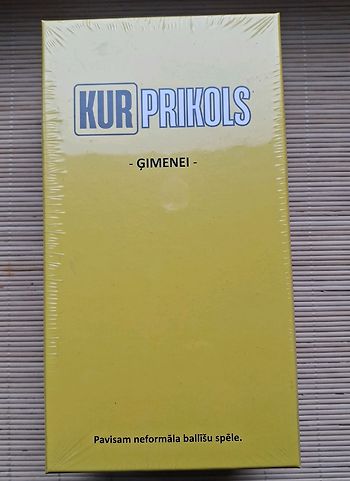 KUR PRIKOLS
- ĢIMENEI -
Pavisam neformāla ballīšu spēle.